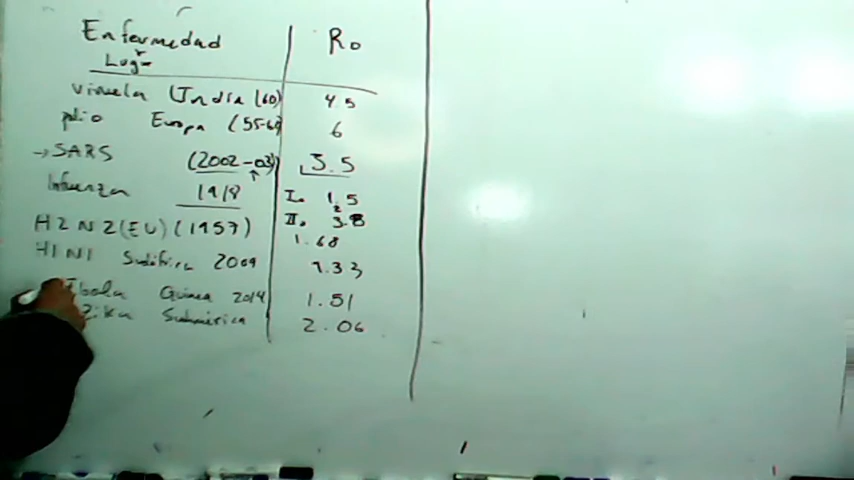 Enfermedad R0
Lugar
viruela (India (60) 4.5
polio Europa (55-60 6
→ SARS (2002-03) 3.5
Influenza 1918 I. 1.5
II. 3.8
H2N2 (EU) (1957) 1.68
H1N1 Sudáfrica 2009 1.33
Ebola Guinea 2014 1.51
Zika Sudamérica 2.06